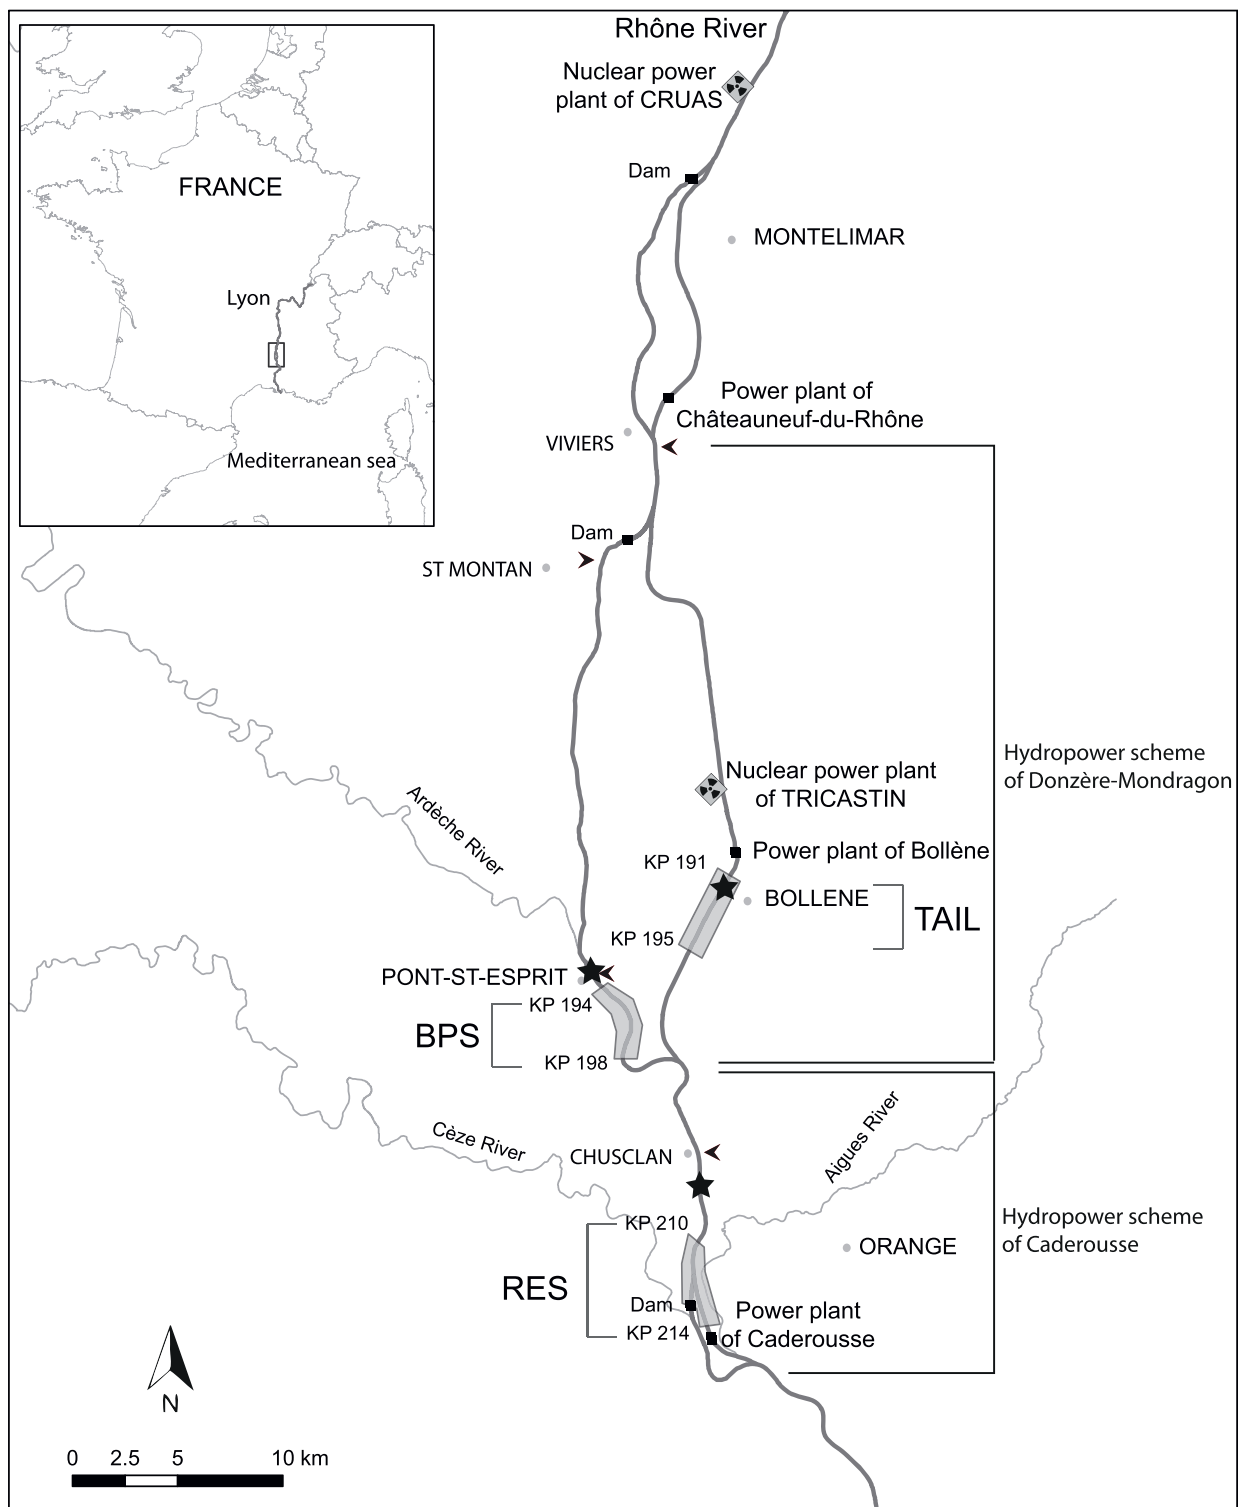 Rhône River
Nuclear power
plant of CRUAS
FRANCE
Dam
MONTELIMAR
Lyon
Power plant of
Châteauneuf-du-Rhône
VIVIERS
Mediterranean sea
Dam
ST MONTAN
Hydropower scheme
of Donzère-Mondragon
Nuclear power plant
of TRICASTIN
Ardèche River
Power plant of Bollène
KP 191
BOLLENE
TAIL
KP 195
PONT-ST-ESPRIT
KP 194
BPS
KP 198
Aigues River
Cèze River
CHUSCLAN
KP 210
Hydropower scheme
of Caderousse
ORANGE
RES
Dam
Power plant
of Caderousse
KP 214
N
0 2.5 5 10 km